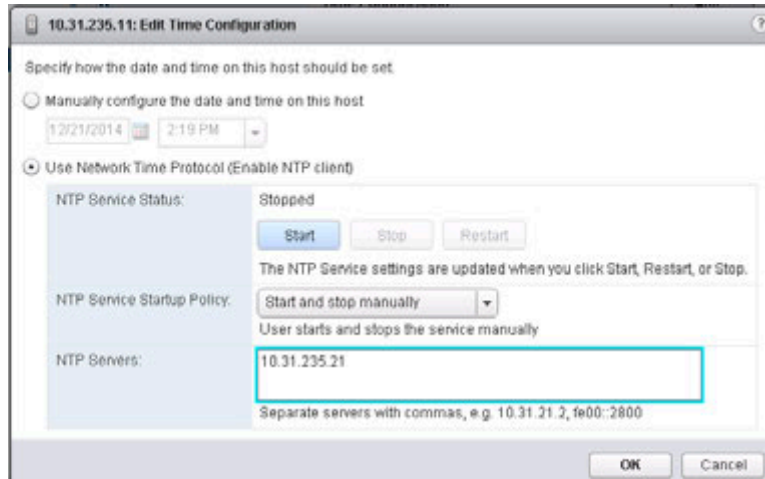 10.31.235.11: Edit Time Configuration
?
Specify how the date and time on this host should be set.
Manually configure the date and time on this host
12/21/2014 2:19 PM
Use Network Time Protocol (Enable NTP client)
NTP Service Status: Stopped
Start Stop Restart
The NTP Service settings are updated when you click Start, Restart, or Stop.
NTP Service Startup Policy: Start and stop manually
User starts and stops the service manually
NTP Servers: 10.31.235.21
Separate servers with commas, e.g. 10.31.21.2, fe00::2800
OK Cancel